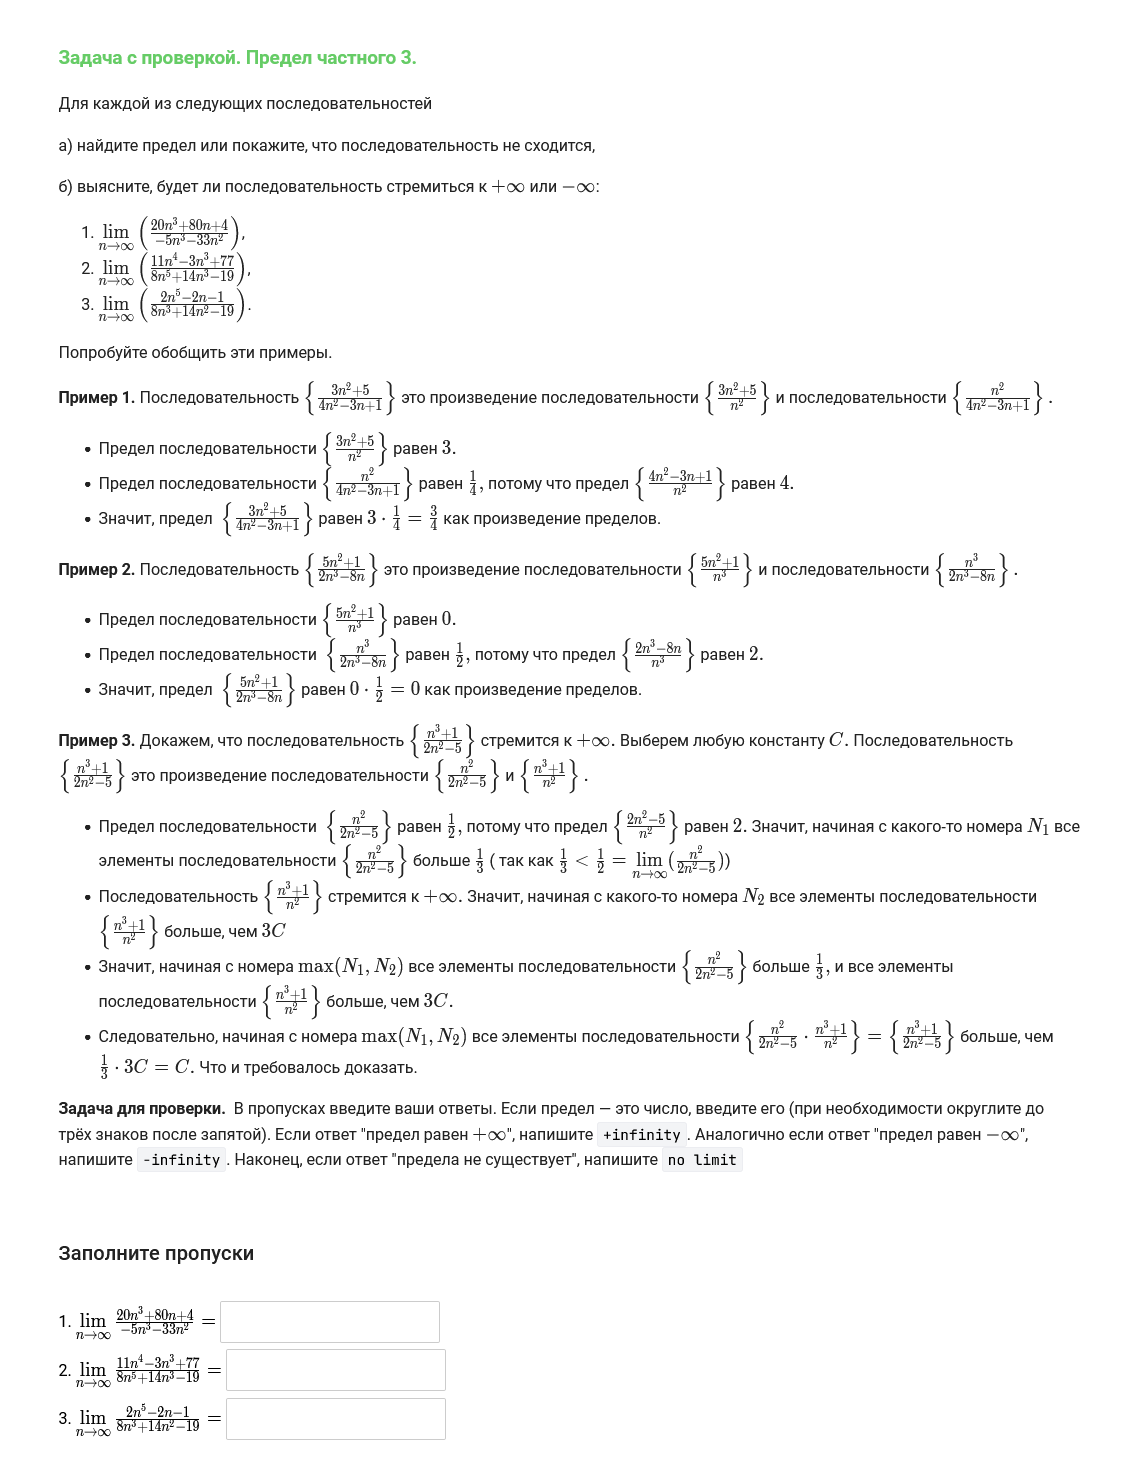 Задача с проверкой. Предел частного 3.
Для каждой из следующих последовательностей
а) найдите предел или покажите, что последовательность не сходится,
б) выясните, будет ли последовательность стремиться к $+\infty$ или $-\infty$:
1. $\lim\limits_{n\to\infty}\left(\frac{20n^3+80n+4}{-5n^3-33n^2}\right)$,
2. $\lim\limits_{n\to\infty}\left(\frac{11n^4-3n^3+77}{8n^5+14n^3-19}\right)$,
3. $\lim\limits_{n\to\infty}\left(\frac{2n^5-2n-1}{8n^3+14n^2-19}\right)$.
Попробуйте обобщить эти примеры.
Пример 1. Последовательность $\left\{\frac{3n^2+5}{4n^2-3n+1}\right\}$ это произведение последовательности $\left\{\frac{3n^2+5}{n^2}\right\}$ и последовательности $\left\{\frac{n^2}{4n^2-3n+1}\right\}$.
• Предел последовательности $\left\{\frac{3n^2+5}{n^2}\right\}$ равен $3.$
• Предел последовательности $\left\{\frac{n^2}{4n^2-3n+1}\right\}$ равен $\frac{1}{4}$, потому что предел $\left\{\frac{4n^2-3n+1}{n^2}\right\}$ равен $4.$
• Значит, предел $\left\{\frac{3n^2+5}{4n^2-3n+1}\right\}$ равен $3\cdot\frac{1}{4}=\frac{3}{4}$ как произведение пределов.
Пример 2. Последовательность $\left\{\frac{5n^2+1}{2n^3-8n}\right\}$ это произведение последовательности $\left\{\frac{5n^2+1}{n^3}\right\}$ и последовательности $\left\{\frac{n^3}{2n^3-8n}\right\}$.
• Предел последовательности $\left\{\frac{5n^2+1}{n^3}\right\}$ равен $0.$
• Предел последовательности $\left\{\frac{n^3}{2n^3-8n}\right\}$ равен $\frac{1}{2}$, потому что предел $\left\{\frac{2n^3-8n}{n^3}\right\}$ равен $2.$
• Значит, предел $\left\{\frac{5n^2+1}{2n^3-8n}\right\}$ равен $0\cdot\frac{1}{2}=0$ как произведение пределов.
Пример 3. Докажем, что последовательность $\left\{\frac{n^3+1}{2n^2-5}\right\}$ стремится к $+\infty.$ Выберем любую константу $C.$ Последовательность
$\left\{\frac{n^3+1}{2n^2-5}\right\}$ это произведение последовательности $\left\{\frac{n^2}{2n^2-5}\right\}$ и $\left\{\frac{n^3+1}{n^2}\right\}$.
• Предел последовательности $\left\{\frac{n^2}{2n^2-5}\right\}$ равен $\frac{1}{2}$, потому что предел $\left\{\frac{2n^2-5}{n^2}\right\}$ равен $2.$ Значит, начиная с какого-то номера $N_1$ все
элементы последовательности $\left\{\frac{n^2}{2n^2-5}\right\}$ больше $\frac{1}{3}$ ( так как $\frac{1}{3}<\frac{1}{2}=\lim\limits_{n\to\infty}(\frac{n^2}{2n^2-5})$)
• Последовательность $\left\{\frac{n^3+1}{n^2}\right\}$ стремится к $+\infty.$ Значит, начиная с какого-то номера $N_2$ все элементы последовательности
$\left\{\frac{n^3+1}{n^2}\right\}$ больше, чем $3C$
• Значит, начиная с номера $\max(N_1, N_2)$ все элементы последовательности $\left\{\frac{n^2}{2n^2-5}\right\}$ больше $\frac{1}{3}$, и все элементы
последовательности $\left\{\frac{n^3+1}{n^2}\right\}$ больше, чем $3C.$
• Следовательно, начиная с номера $\max(N_1, N_2)$ все элементы последовательности $\left\{\frac{n^2}{2n^2-5}\cdot\frac{n^3+1}{n^2}\right\}=\left\{\frac{n^3+1}{2n^2-5}\right\}$ больше, чем
$\frac{1}{3}\cdot 3C=C.$ Что и требовалось доказать.
Задача для проверки. В пропусках введите ваши ответы. Если предел — это число, введите его (при необходимости округлите до
трёх знаков после запятой). Если ответ "предел равен $+\infty$", напишите +infinity . Аналогично если ответ "предел равен $-\infty$",
напишите -infinity . Наконец, если ответ "предела не существует", напишите no limit
Заполните пропуски
1. $\lim\limits_{n\to\infty}\frac{20n^3+80n+4}{-5n^3-33n^2}=$
2. $\lim\limits_{n\to\infty}\frac{11n^4-3n^3+77}{8n^5+14n^3-19}=$
3. $\lim\limits_{n\to\infty}\frac{2n^5-2n-1}{8n^3+14n^2-19}=$